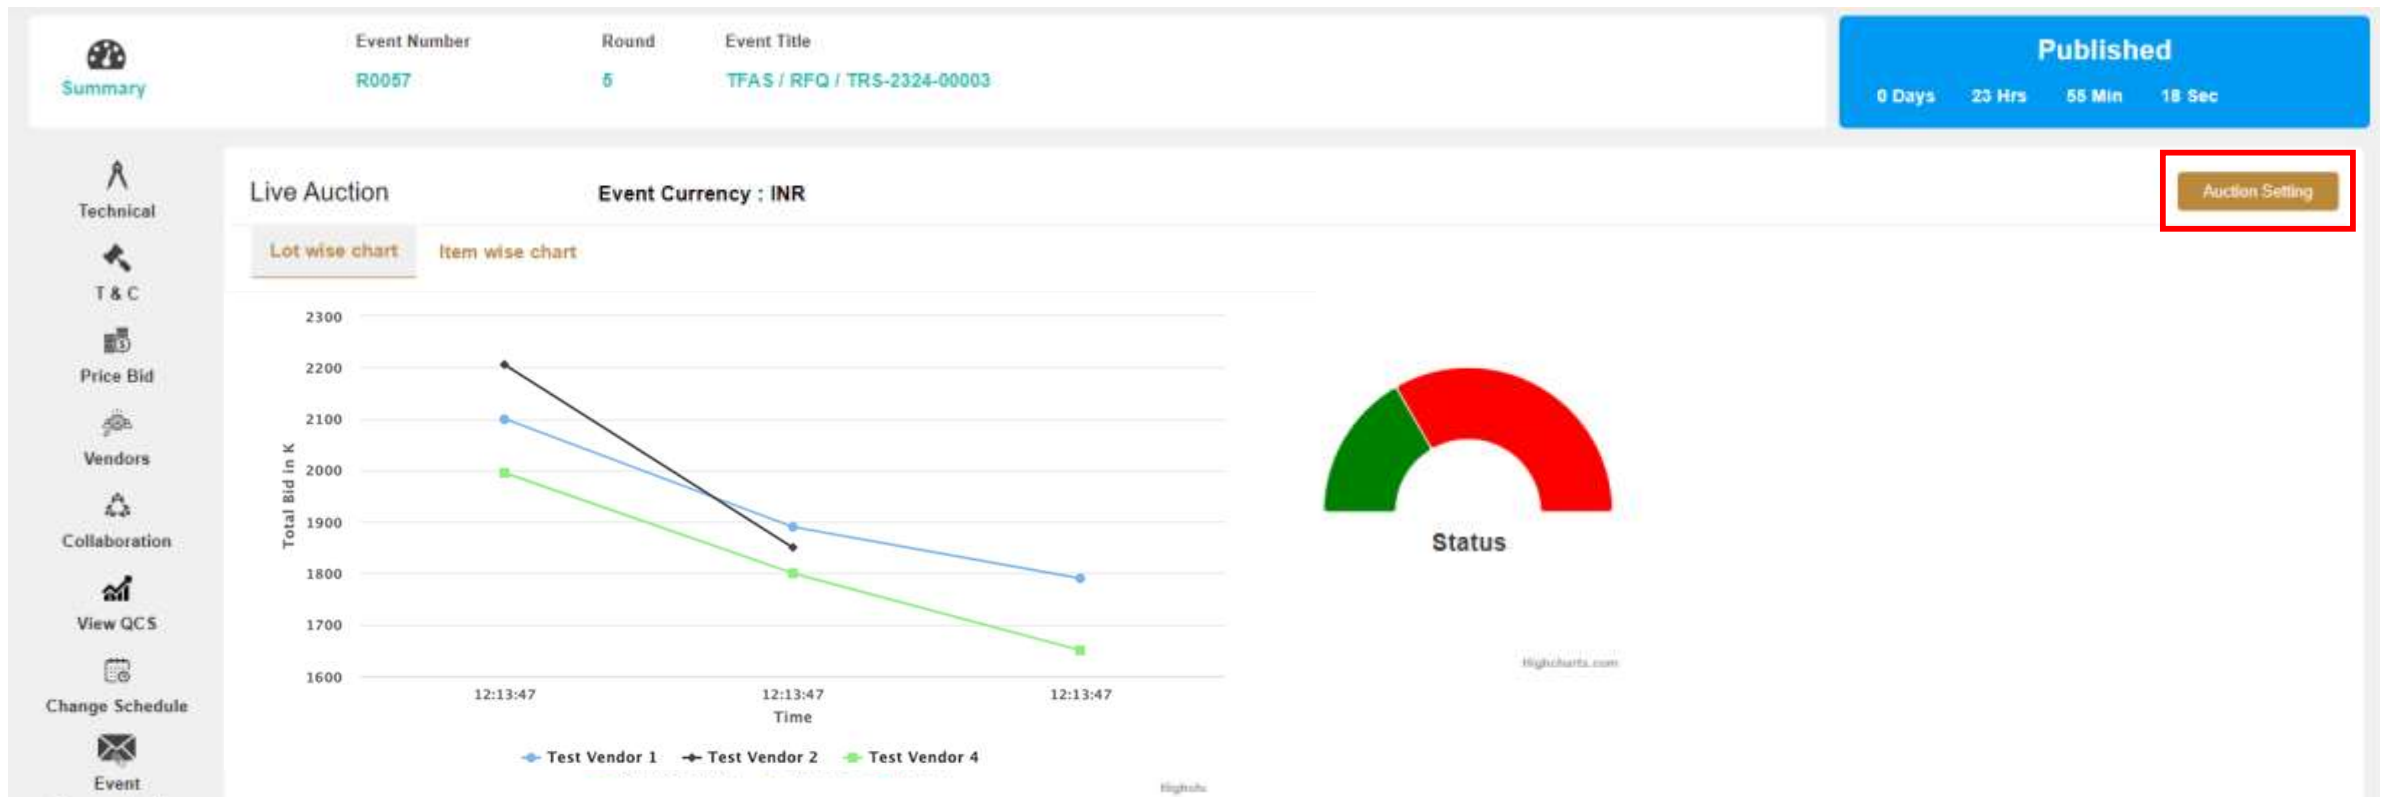 Summary
Event Number
R0057
Round
5
Event Title
TFAS / RFQ / TRS-2324-00003
Published
0 Days 23 Hrs 55 Min 18 Sec
Technical
T & C
Price Bid
Vendors
Collaboration
View QCS
Change Schedule
Event
Live Auction
Event Currency : INR
Auction Setting
Lot wise chart
Item wise chart
Total Bid in K
2300
2200
2100
2000
1900
1800
1700
1600
12:13:47 12:13:47 12:13:47
Time
Test Vendor 1 Test Vendor 2 Test Vendor 4
Status
Highcharts.com